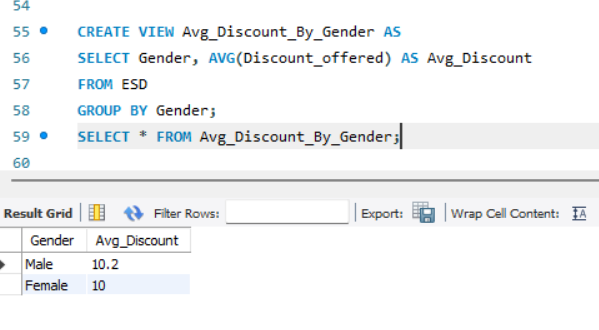 54
55 CREATE VIEW Avg_Discount_By_Gender AS
56 SELECT Gender, AVG(Discount_offered) AS Avg_Discount
57 FROM ESD
58 GROUP BY Gender;
59 SELECT * FROM Avg_Discount_By_Gender;
60
Result Grid Filter Rows: Export: Wrap Cell Content:
Gender Avg_Discount
Male 10.2
Female 10